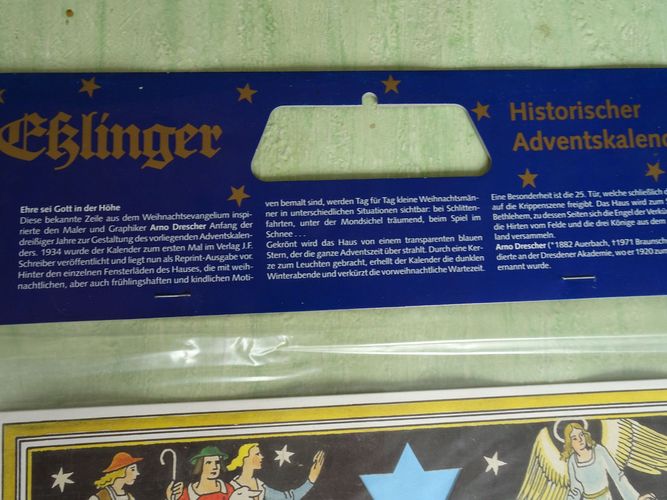 Eßlinger
Historischer
Adventskalend
Ehre sei Gott in der Höhe
Diese bekannte Zeile aus dem Weihnachtsevangelium inspi-
rierte den Maler und Graphiker Arno Drescher Anfang der
dreißiger Jahre zur Gestaltung des vorliegenden Adventskalen-
ders. 1934 wurde der Kalender zum ersten Mal im Verlag J.F.
Schreiber veröffentlicht und liegt nun als Reprint-Ausgabe vor.
Hinter den einzelnen Fensterläden des Hauses, die mit weih-
nachtlichen, aber auch frühlingshaften und kindlichen Moti-
ven bemalt sind, werden Tag für Tag kleine Weihnachtsmän-
ner in unterschiedlichen Situationen sichtbar: bei Schlitten-
fahrten, unter der Mondsichel träumend, beim Spiel im
Schnee . . .
Gekrönt wird das Haus von einem transparenten blauen
Stern, der die ganze Adventszeit über strahlt. Durch eine Ker-
ze zum Leuchten gebracht, erhellt der Kalender die dunklen
Winterabende und verkürzt die vorweihnachtliche Wartezeit.
Eine Besonderheit ist die 25. Tür, welche schließlich d
auf die Krippenszene freigibt. Das Haus wird zum S
Bethlehem, zu dessen Seiten sich die Engel der Verkü
die Hirten vom Felde und die drei Könige aus dem
land versammeln.
Arno Drescher (*1882 Auerbach, †1971 Braunsch
dierte an der Dresdener Akademie, wo er 1920 zum
ernannt wurde.